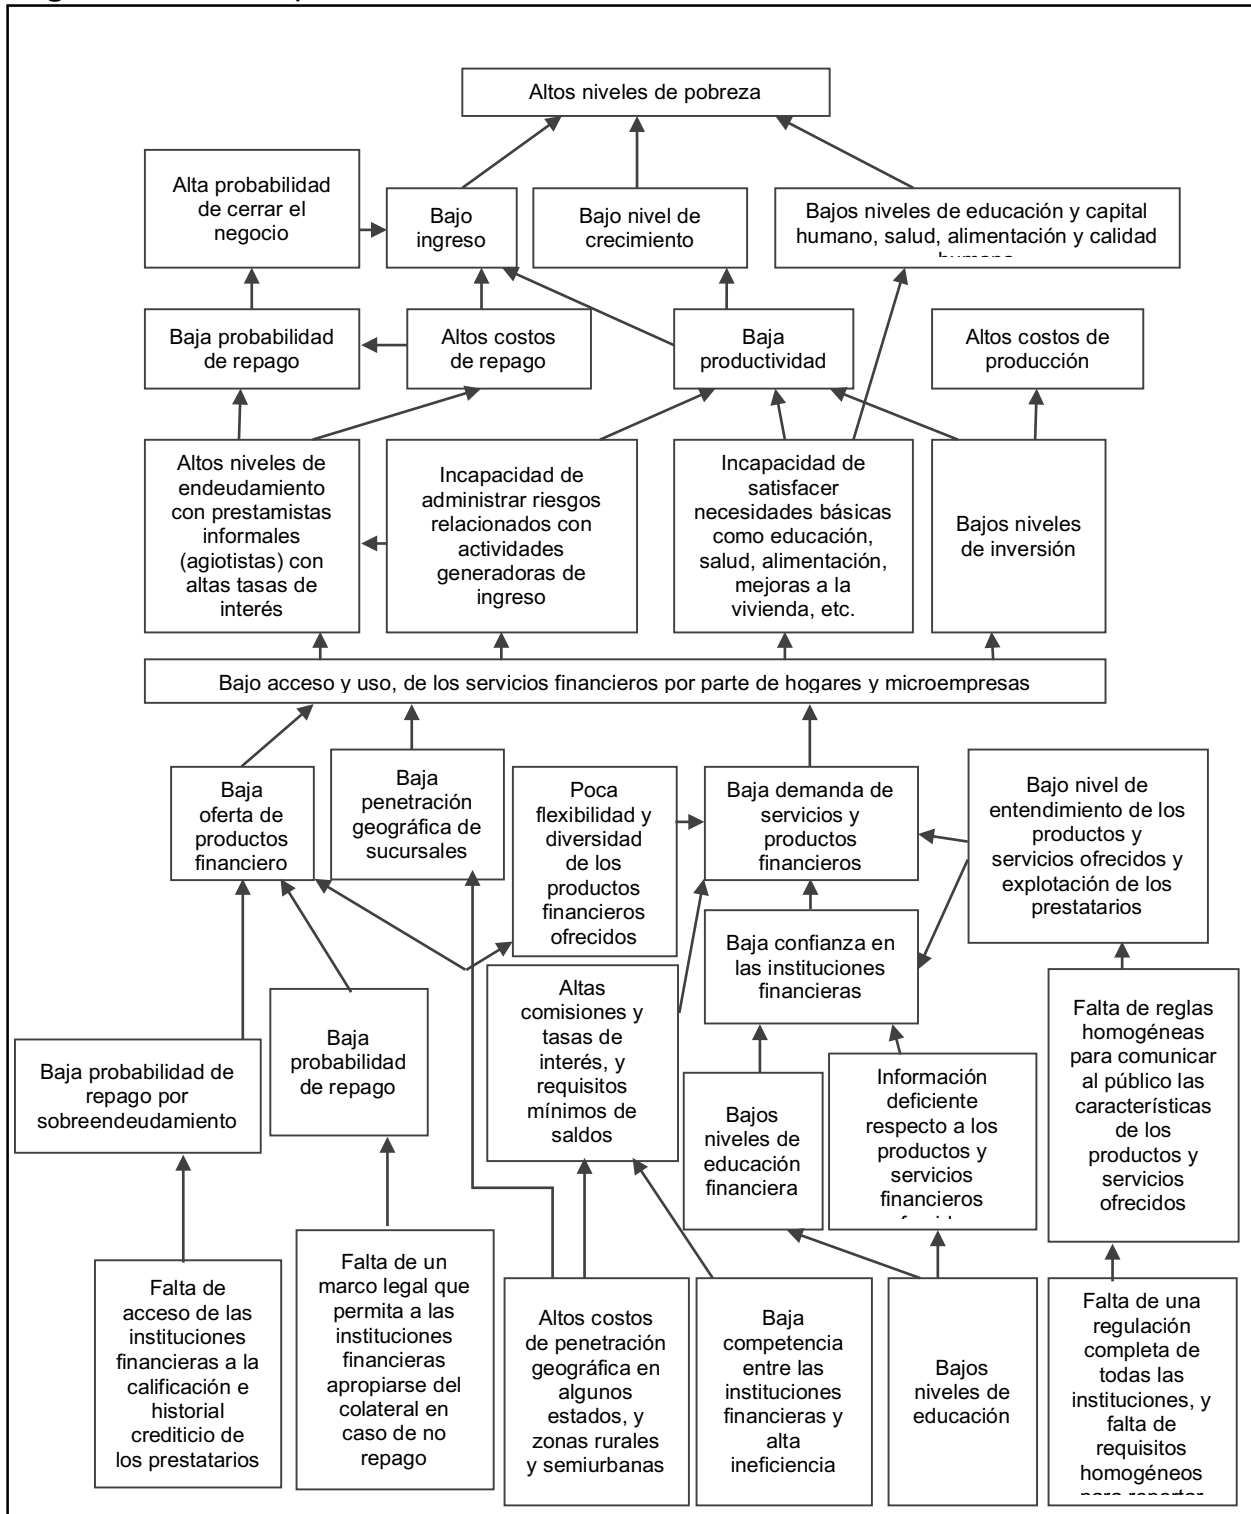 Altos niveles de pobreza
Alta probabilidad
de cerrar el
negocio
Bajo
ingreso
Bajo nivel de
crecimiento
Bajos niveles de educación y capital
humano, salud, alimentación y calidad
Baja probabilidad
de repago
Altos costos
de repago
Baja
productividad
Altos costos de
producción
Altos niveles de
endeudamiento
con prestamistas
informales
(agiotistas) con
altas tasas de
interés
Incapacidad de
administrar riesgos
relacionados con
actividades
generadoras de
ingreso
Incapacidad de
satisfacer
necesidades básicas
como educación,
salud, alimentación,
mejoras a la
vivienda, etc.
Bajos niveles
de inversión
Bajo acceso y uso, de los servicios financieros por parte de hogares y microempresas
Baja
oferta de
productos
financiero
Baja
penetración
geográfica de
sucursales
Poca
flexibilidad y
diversidad
de los
productos
financieros
ofrecidos
Baja demanda de
servicios y
productos
financieros
Bajo nivel de
entendimiento de los
productos y
servicios ofrecidos y
explotación de los
prestatarios
Baja confianza en
las instituciones
financieras
Altas
comisiones y
tasas de
interés, y
requisitos
mínimos de
saldos
Falta de reglas
homogéneas
para comunicar
al público las
características
de los
productos y
servicios
ofrecidos
Baja
probabilidad
de repago
Baja probabilidad de
repago por
sobreendeudamiento
Bajos
niveles de
educación
financiera
Información
deficiente
respecto a los
productos y
servicios
financieros
Falta de
acceso de las
instituciones
financieras a la
calificación e
historial
crediticio de
los prestatarios
Falta de un
marco legal que
permita a las
instituciones
financieras
apropiarse del
colateral en
caso de no
repago
Altos costos
de penetración
geográfica en
algunos
estados, y
zonas rurales
y semiurbanas
Baja
competencia
entre las
instituciones
financieras y
alta
ineficiencia
Bajos
niveles de
educación
Falta de una
regulación
completa de
todas las
instituciones, y
falta de
requisitos
homogéneos